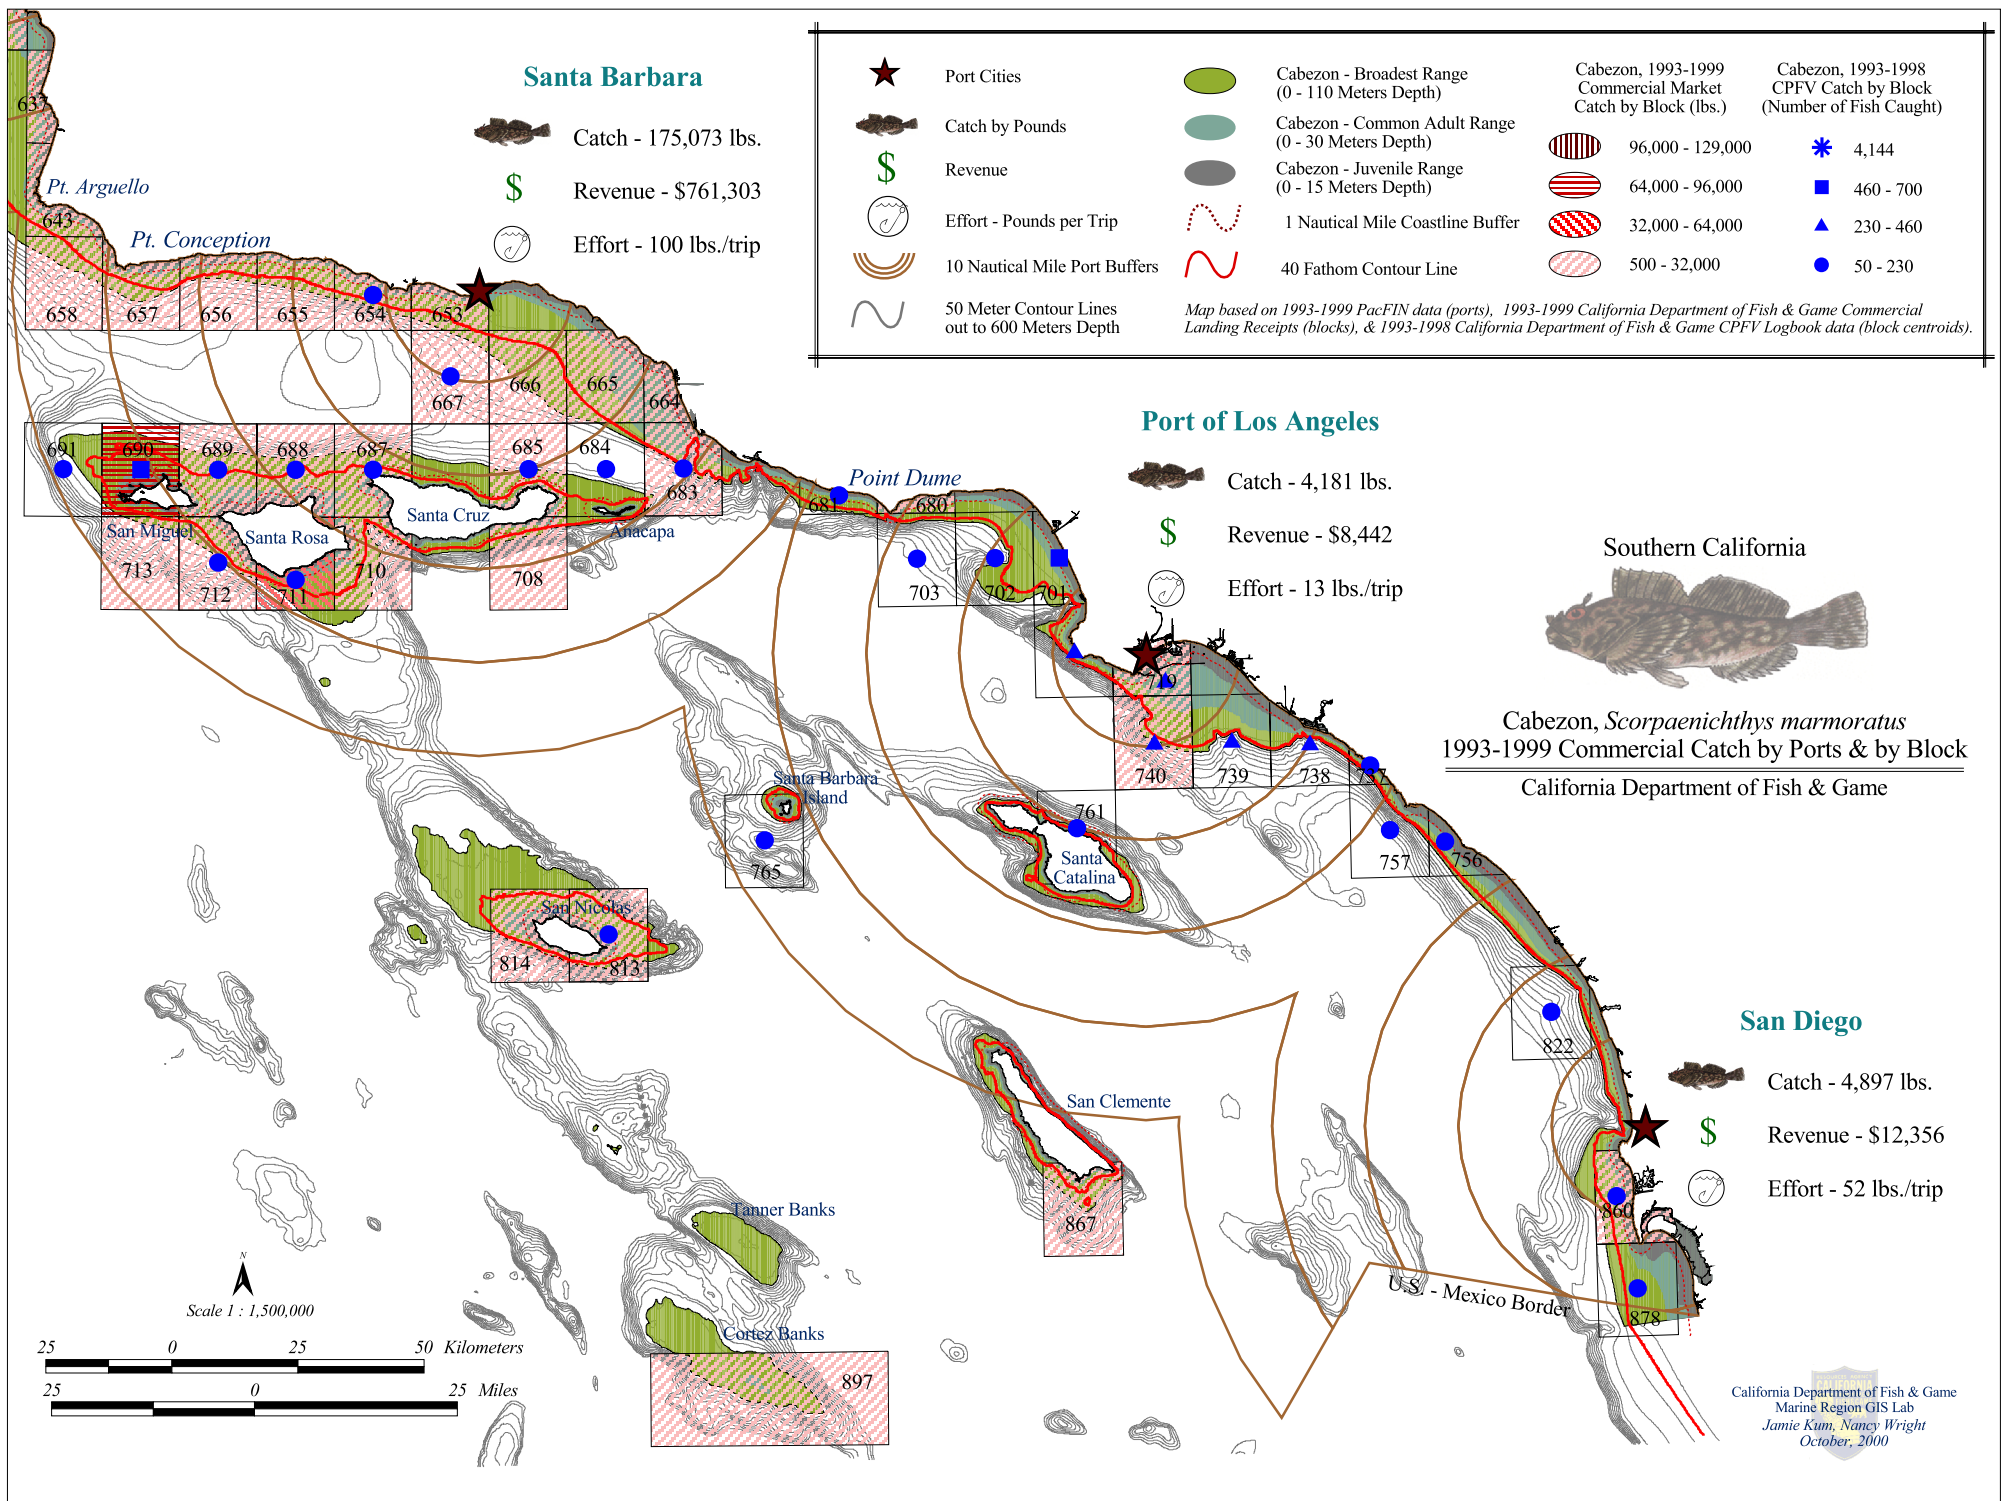 Santa Barbara
Catch - 175,073 lbs.
$
Revenue - $761,303
Effort - 100 lbs./trip
Port Cities
Catch by Pounds
$
Revenue
Effort - Pounds per Trip
10 Nautical Mile Port Buffers
50 Meter Contour Lines
out to 600 Meters Depth
Cabezon - Broadest Range
(0 - 110 Meters Depth)
Cabezon - Common Adult Range
(0 - 30 Meters Depth)
Cabezon - Juvenile Range
(0 - 15 Meters Depth)
1 Nautical Mile Coastline Buffer
40 Fathom Contour Line
Cabezon, 1993-1999
Commercial Market
Catch by Block (lbs.)
96,000 - 129,000
64,000 - 96,000
32,000 - 64,000
500 - 32,000
Cabezon, 1993-1998
CPFV Catch by Block
(Number of Fish Caught)
4,144
460 - 700
230 - 460
50 - 230
Map based on 1993-1999 PacFIN data (ports), 1993-1999 California Department of Fish & Game Commercial
Landing Receipts (blocks), & 1993-1998 California Department of Fish & Game CPFV Logbook data (block centroids).
637
Pt. Arguello
643
Pt. Conception
658
657
656
655
654
653
667
666
665
664
691
690
689
688
687
685
684
683
San Miguel
Santa Rosa
Santa Cruz
Anacapa
713
712
711
710
708
Point Dume
681
680
703
702
701
Port of Los Angeles
Catch - 4,181 lbs.
$
Revenue - $8,442
Effort - 13 lbs./trip
719
740
739
738
737
757
756
Santa Barbara
Island
765
761
Santa
Catalina
San Nicolas
814
813
822
Southern California
Cabezon, Scorpaenichthys marmoratus
1993-1999 Commercial Catch by Ports & by Block
California Department of Fish & Game
San Diego
Catch - 4,897 lbs.
$
Revenue - $12,356
Effort - 52 lbs./trip
San Clemente
867
860
878
Tanner Banks
Cortez Banks
897
U.S. - Mexico Border
N
Scale 1 : 1,500,000
25 0 25 50 Kilometers
25 0 25 Miles
California Department of Fish & Game
Marine Region GIS Lab
Jamie Kum, Nancy Wright
October, 2000